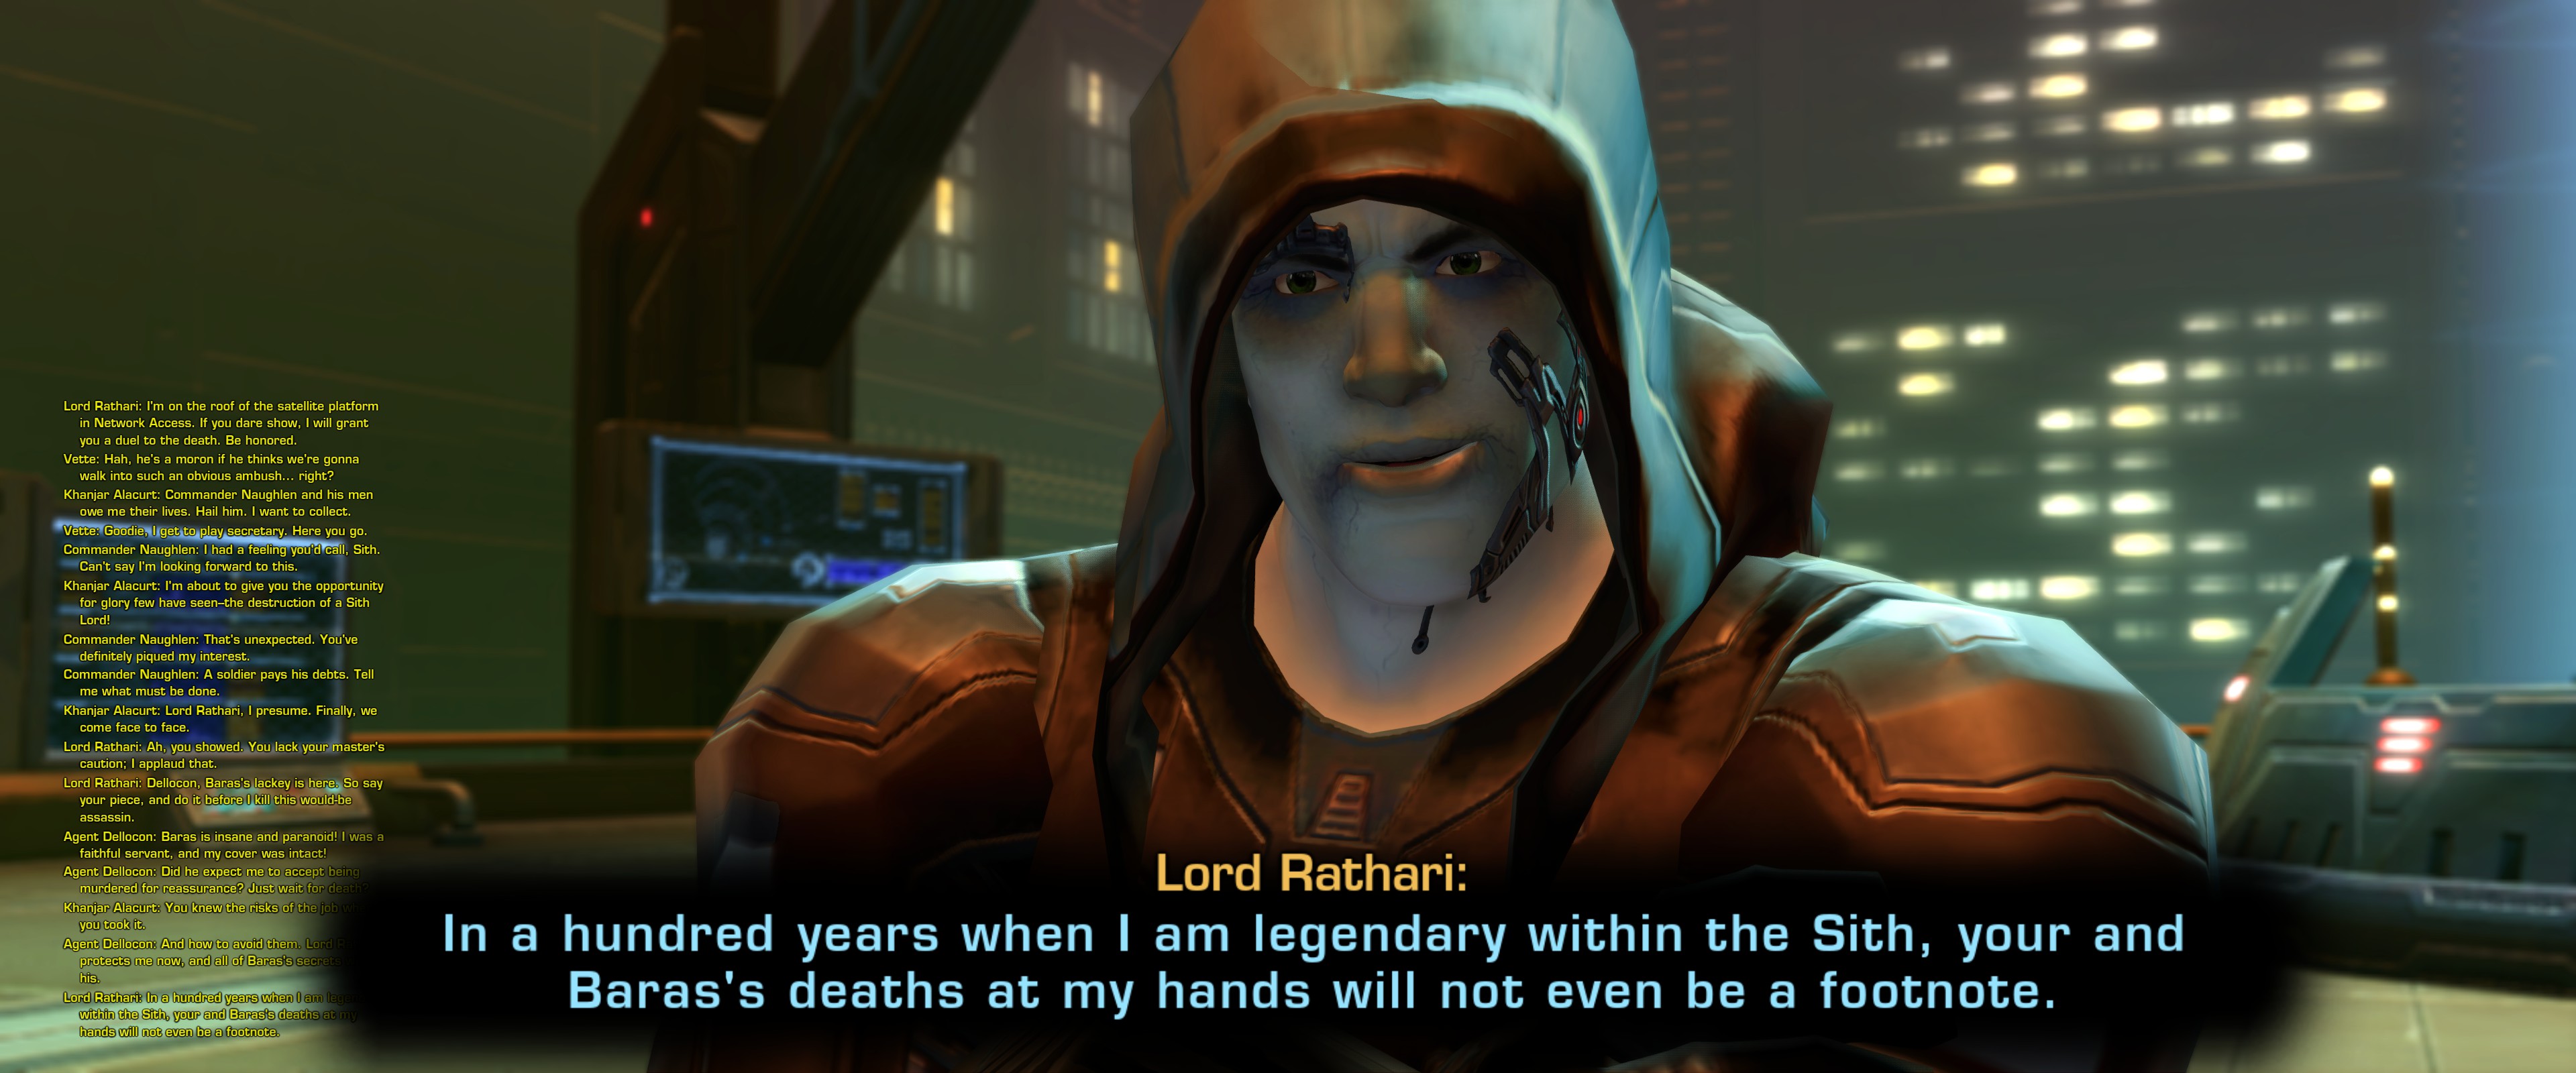 Lord Rathari: I'm on the roof of the satellite platform
in Network Access. If you dare show, I will grant
you a duel to the death. Be honored.
Vette: Hah, he's a moron if he thinks we're gonna
walk into such an obvious ambush... right?
Khanjar Alacurt: Commander Naughlen and his men
owe me their lives. Hail him. I want to collect.
Vette: Goodie, I get to play secretary. Here you go.
Commander Naughlen: I had a feeling you'd call, Sith.
Can't say I'm looking forward to this.
Khanjar Alacurt: I'm about to give you the opportunity
for glory few have seen–the destruction of a Sith
Lord!
Commander Naughlen: That's unexpected. You've
definitely piqued my interest.
Commander Naughlen: A soldier pays his debts. Tell
me what must be done.
Khanjar Alacurt: Lord Rathari, I presume. Finally, we
come face to face.
Lord Rathari: Ah, you showed. You lack your master's
caution; I applaud that.
Lord Rathari: Dellocon, Baras's lackey is here. So say
your piece, and do it before I kill this would-be
assassin.
Agent Dellocon: Baras is insane and paranoid! I was a
faithful servant, and my cover was intact!
Agent Dellocon: Did he expect me to accept being
murdered for reassurance? Just wait for death?
Khanjar Alacurt: You knew the risks of the job
you took it.
Agent Dellocon: And how to avoid them. Lord
protects me now, and all of Baras's secrets
his.
Lord Rathari: In a hundred years when I am
within the Sith, your and Baras's deaths at my
hands will not even be a footnote.
Lord Rathari:
In a hundred years when I am legendary within the Sith, your and
Baras's deaths at my hands will not even be a footnote.